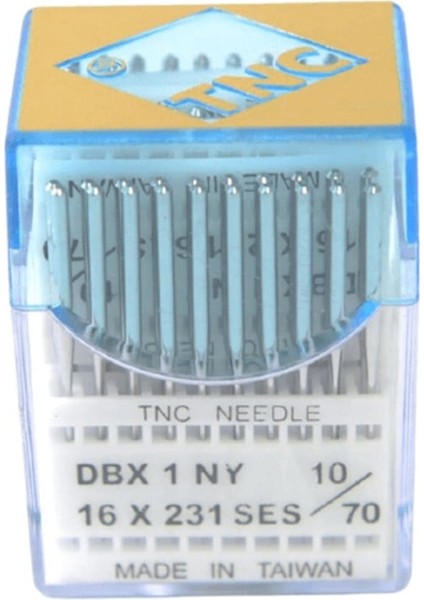 TNC
TNC NEEDLE
DBX 1 NY 10/70
16 X 231 SES
MADE IN TAIWAN